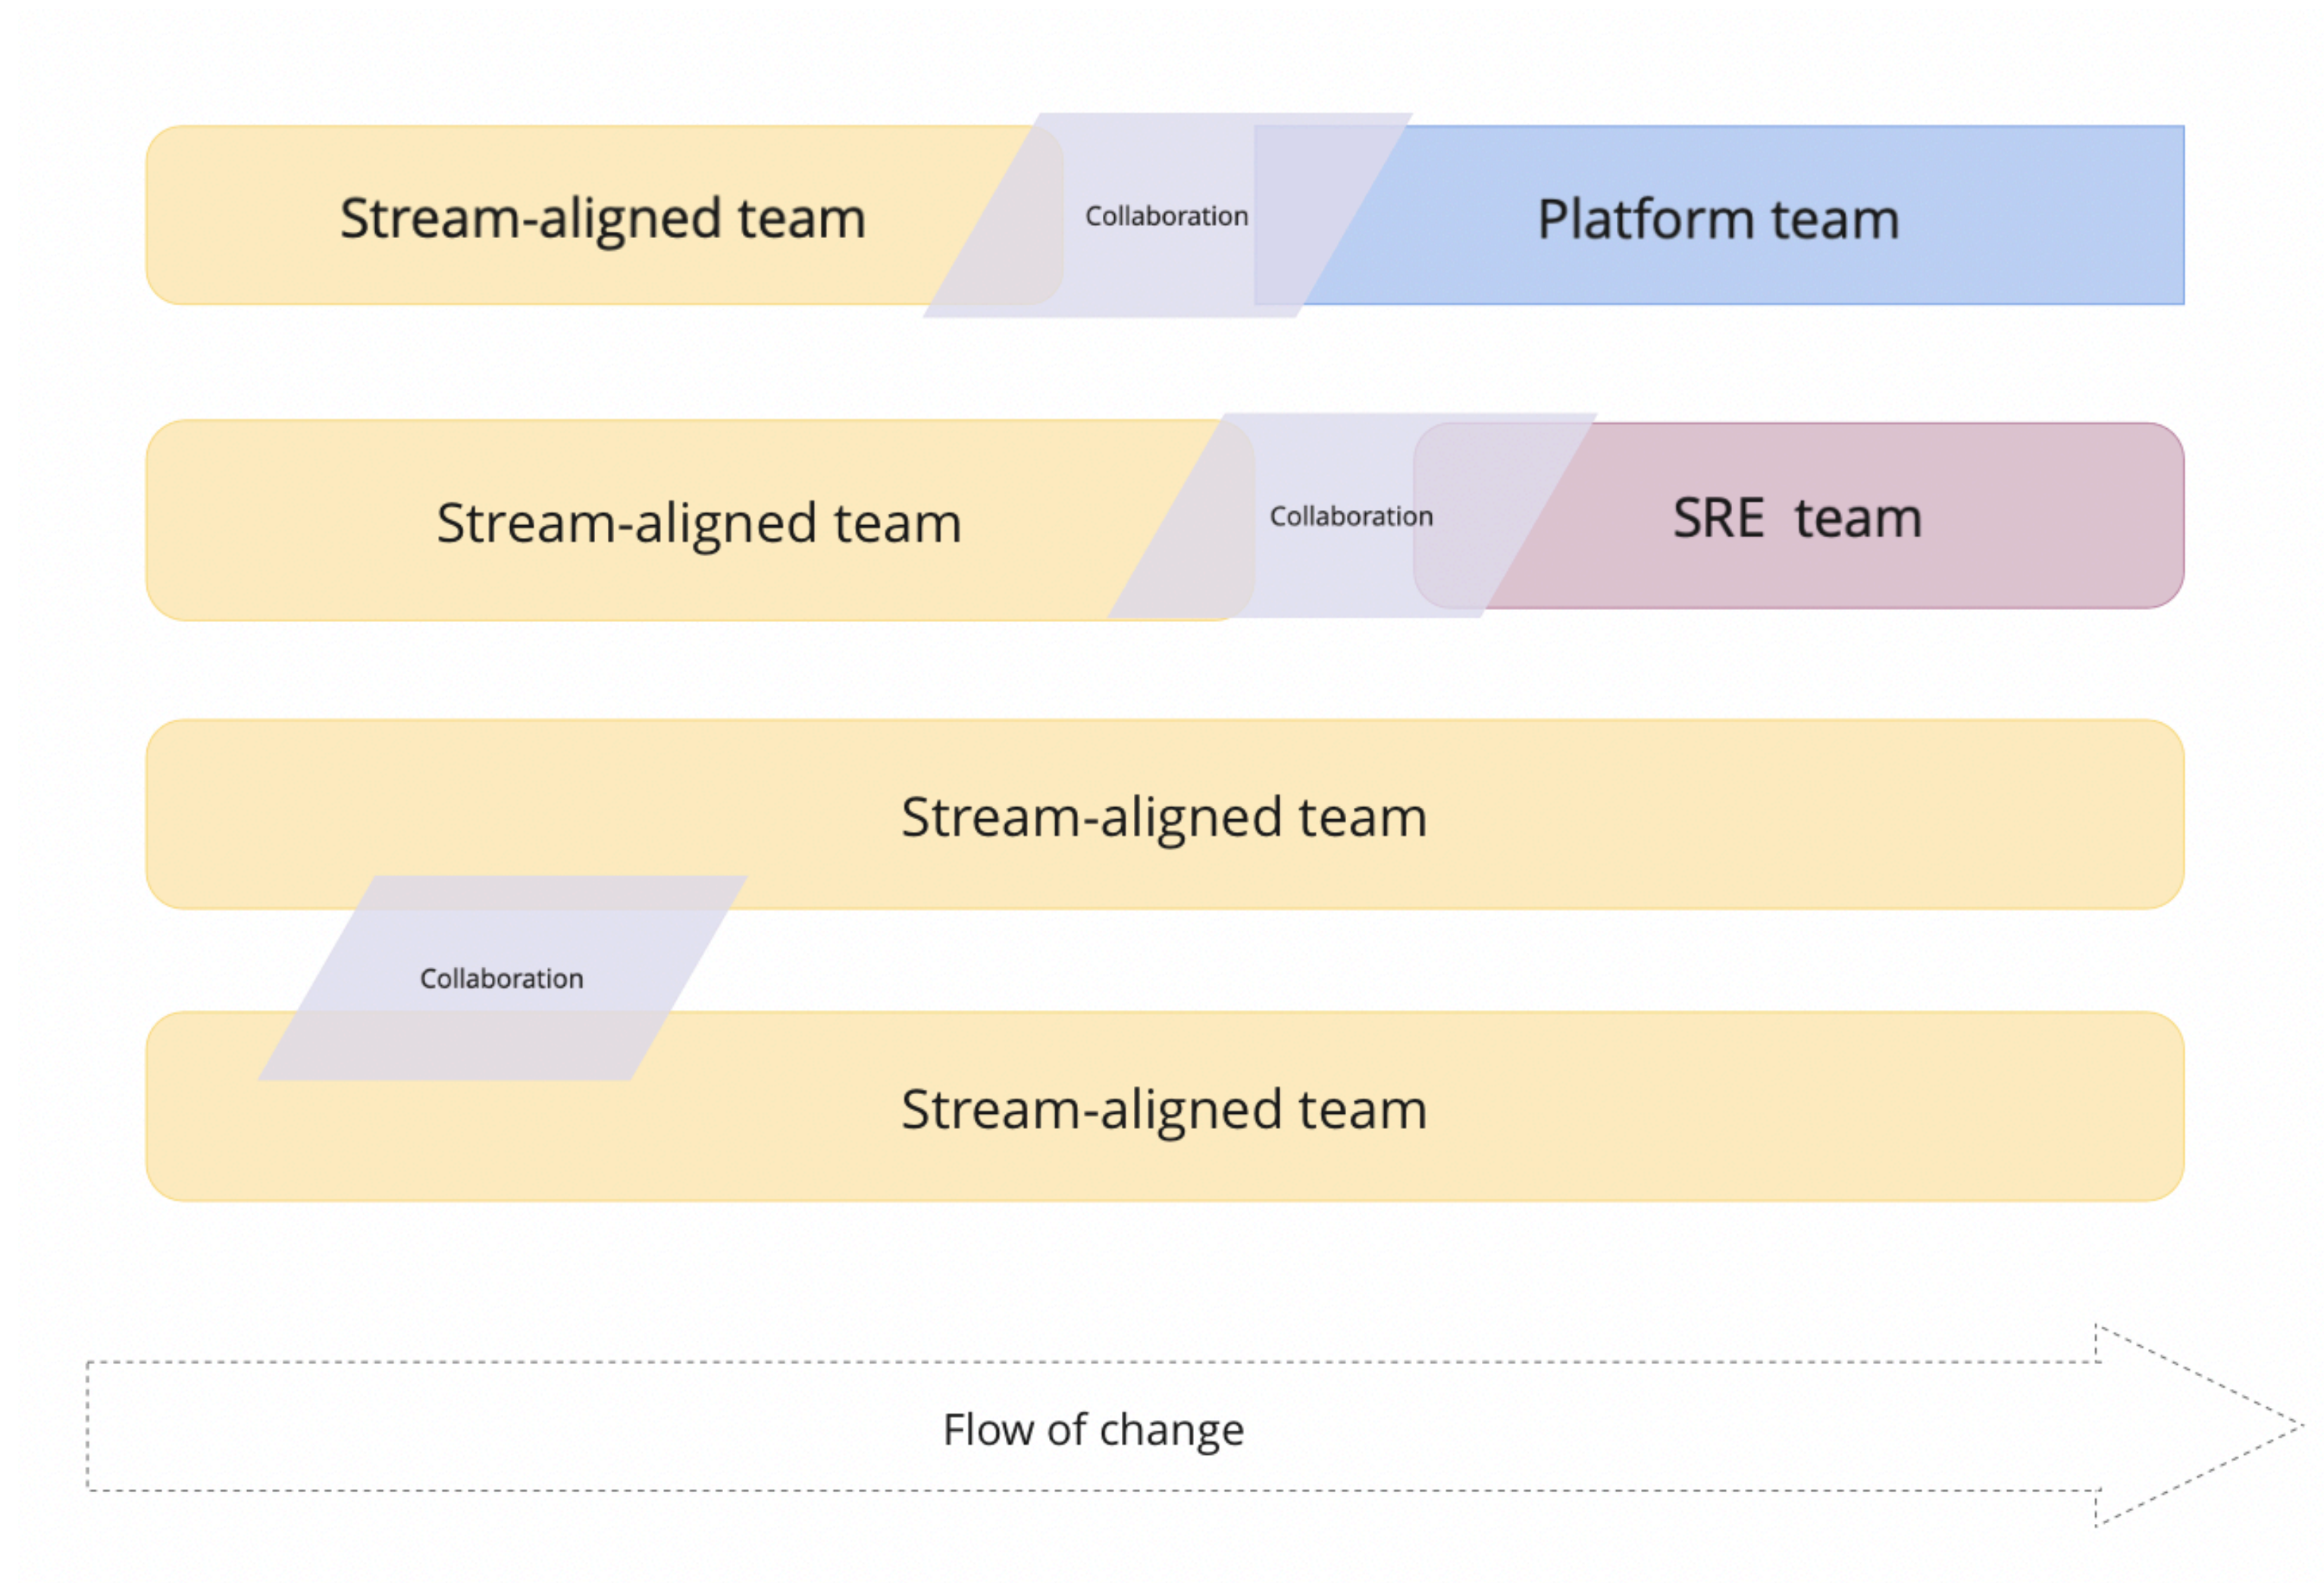 Stream-aligned team
Collaboration
Platform team
Stream-aligned team
Collaboration
SRE team
Stream-aligned team
Collaboration
Stream-aligned team
Flow of change